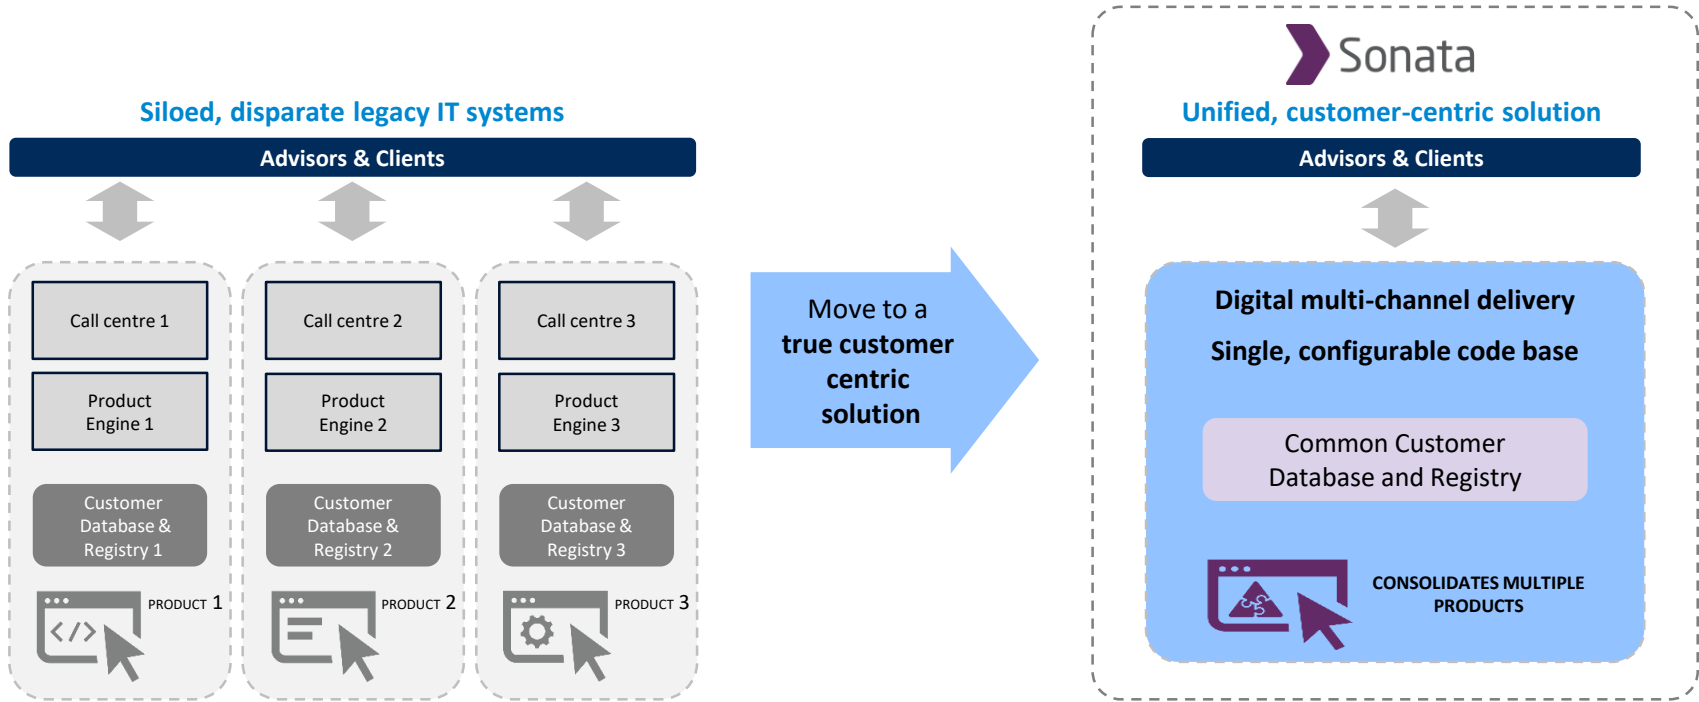 Siloed, disparate legacy IT systems
Advisors & Clients
Call centre 1
Product
Engine 1
Customer
Database &
Registry 1
PRODUCT 1
Call centre 2
Product
Engine 2
Customer
Database &
Registry 2
PRODUCT 2
Call centre 3
Product
Engine 3
Customer
Database &
Registry 3
PRODUCT 3
Move to a
true customer
centric
solution
Sonata
Unified, customer-centric solution
Advisors & Clients
Digital multi-channel delivery
Single, configurable code base
Common Customer
Database and Registry
CONSOLIDATES MULTIPLE
PRODUCTS